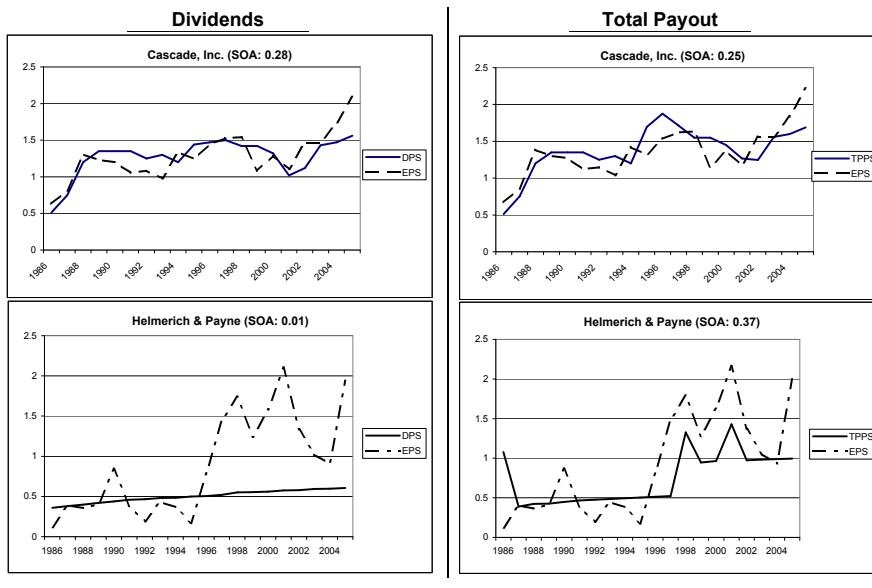 Dividends
Total Payout
Cascade, Inc. (SOA: 0.28)
2.5
2
1.5
1
0.5
0
1986
1988
1990
1992
1994
1996
1998
2000
2002
2004
DPS
EPS
Cascade, Inc. (SOA: 0.25)
2.5
2
1.5
1
0.5
0
1986
1988
1990
1992
1994
1996
1998
2000
2002
2004
TPPS
EPS
Helmerich & Payne (SOA: 0.01)
2.5
2
1.5
1
0.5
0
1986 1988 1990 1992 1994 1996 1998 2000 2002 2004
DPS
EPS
Helmerich & Payne (SOA: 0.37)
2.5
2
1.5
1
0.5
0
1986 1988 1990 1992 1994 1996 1998 2000 2002 2004
TPPS
EPS